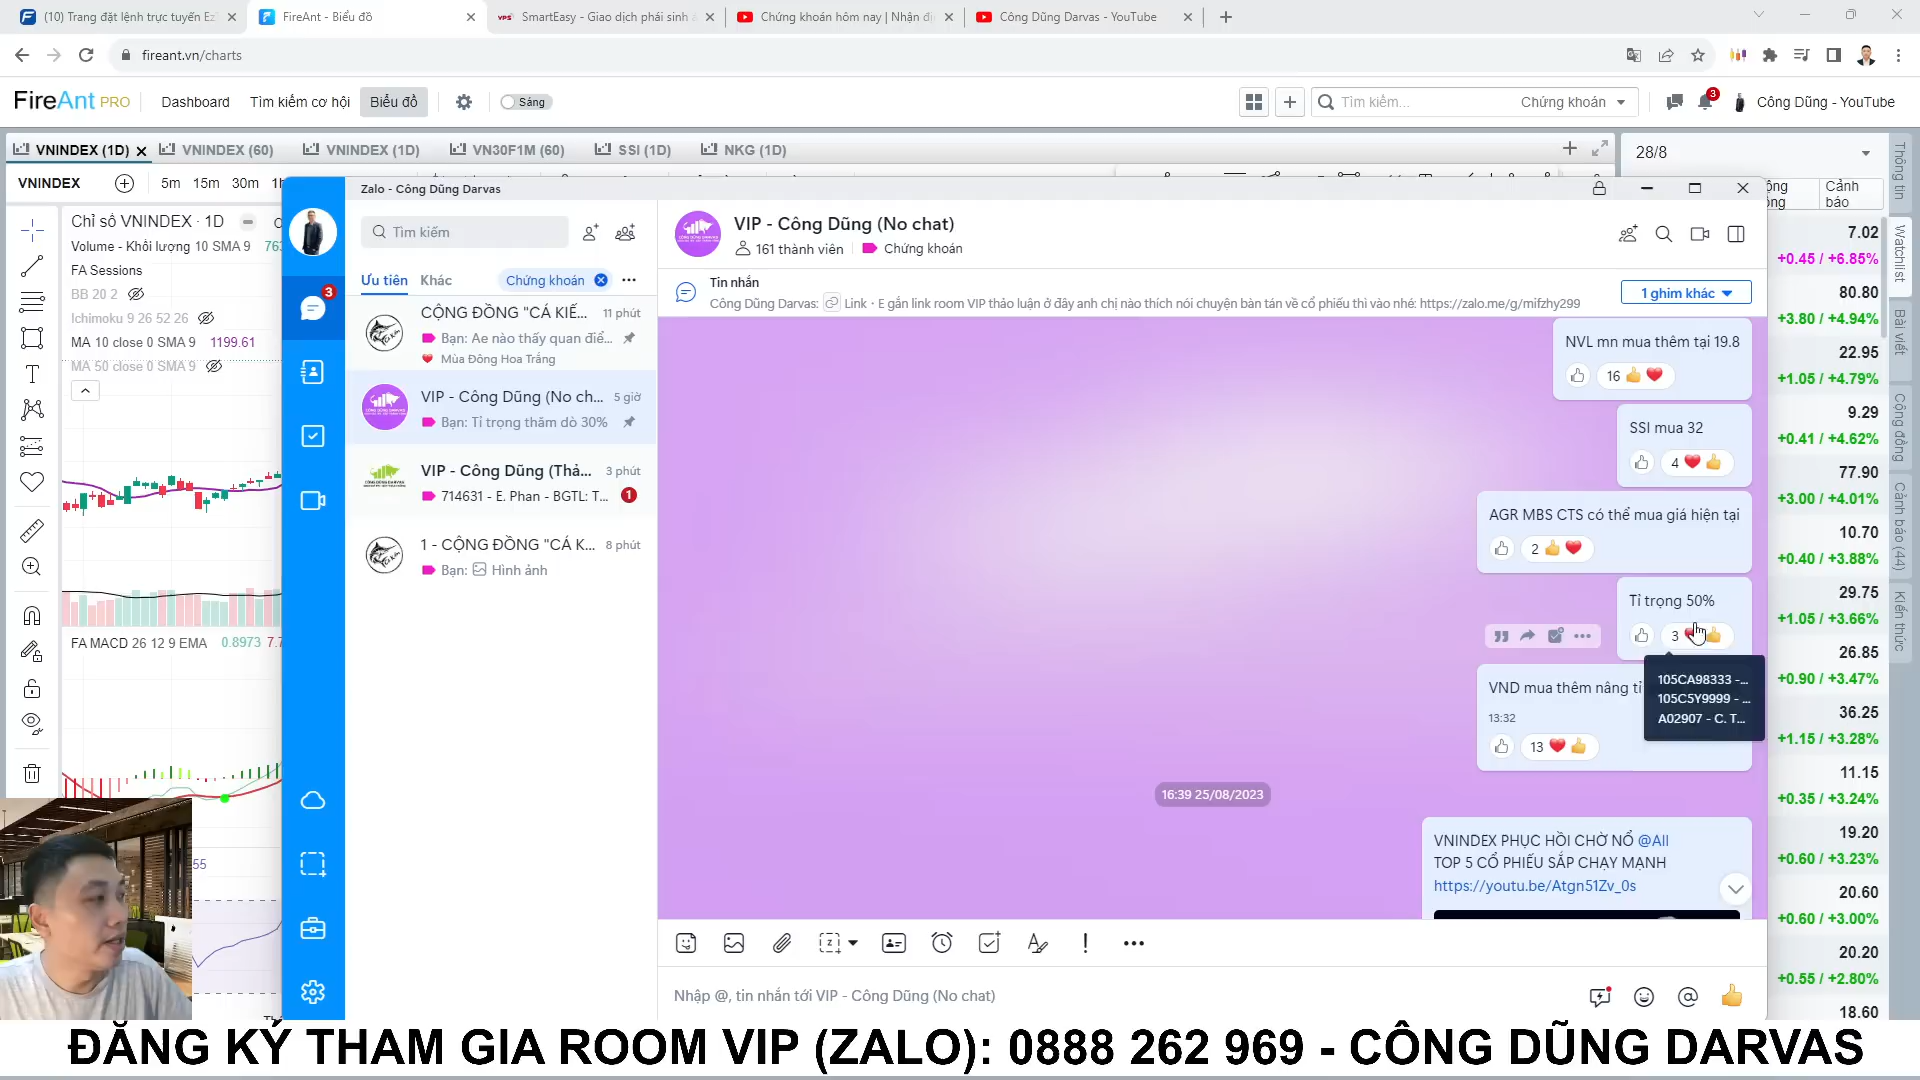 (10) Trang đặt lệnh trực tuyến Ez
FireAnt - Biểu đồ
SmartEasy - Giao dịch phái sinh
Chứng khoán hôm nay | Nhận đị
Công Dũng Darvas - YouTube
fireant.vn/charts
FireAnt PRO
Dashboard
Tìm kiếm cơ hội
Biểu đồ
Sáng
Tìm kiếm...
Chứng khoán
3
Công Dũng - YouTube
VNINDEX (1D)
VNINDEX (60)
VNINDEX (1D)
VN30F1M (60)
SSI (1D)
NKG (1D)
28/8
VNINDEX
5m
15m
30m
Cảnh báo
Chỉ số VNINDEX · 1D
Volume - Khối lượng 10 SMA 9
FA Sessions
BB 20 2
Ichimoku 9 26 52 26
MA 10 close 0 SMA 9 1199.61
MA 50 close 0 SMA 9
FA MACD 26 12 9 EMA 0.8973
Zalo - Công Dũng Darvas
Tìm kiếm
Ưu tiên
Khác
Chứng khoán
3
CỘNG ĐỒNG "CÁ KIẾ... 11 phút
Bạn: Ae nào thấy quan điể...
Mùa Đông Hoa Trắng
VIP - Công Dũng (No ch... 5 giờ
Bạn: Tỉ trọng thăm dò 30%
VIP - Công Dũng (Thả... 3 phút
714631 - E. Phan - BGTL: T... 1
1 - CỘNG ĐỒNG "CÁ K... 8 phút
Bạn: Hình ảnh
VIP - Công Dũng (No chat)
161 thành viên
Chứng khoán
Tin nhắn
Công Dũng Darvas: Link · E gắn link room VIP thảo luận ở đây anh chị nào thích nói chuyện bàn tán về cổ phiếu thì vào nhé: https://zalo.me/g/mifzhy299
1 ghim khác
NVL mn mua thêm tại 19.8
16
SSI mua 32
4
AGR MBS CTS có thể mua giá hiện tại
2
Tỉ trọng 50%
3
105CA98333 -...
105C5Y9999 - ...
A02907 - C. T...
VND mua thêm nâng tỉ
13:32
13
16:39 25/08/2023
VNINDEX PHỤC HỒI CHỜ NỔ @All
TOP 5 CỔ PHIẾU SẮP CHẠY MẠNH
https://youtu.be/Atgn51Zv_0s
Nhập @, tin nhắn tới VIP - Công Dũng (No chat)
7.02
+0.45 / +6.85%
80.80
+3.80 / +4.94%
22.95
+1.05 / +4.79%
9.29
+0.41 / +4.62%
77.90
+3.00 / +4.01%
10.70
+0.40 / +3.88%
29.75
+1.05 / +3.66%
26.85
+0.90 / +3.47%
36.25
+1.15 / +3.28%
11.15
+0.35 / +3.24%
19.20
+0.60 / +3.23%
20.60
+0.60 / +3.00%
20.20
+0.55 / +2.80%
18.60
Thông tin
Watchlist
Bài viết
Cộng đồng
Cảnh báo (44)
Kiến thức
ĐĂNG KÝ THAM GIA ROOM VIP (ZALO): 0888 262 969 - CÔNG DŨNG DARVAS